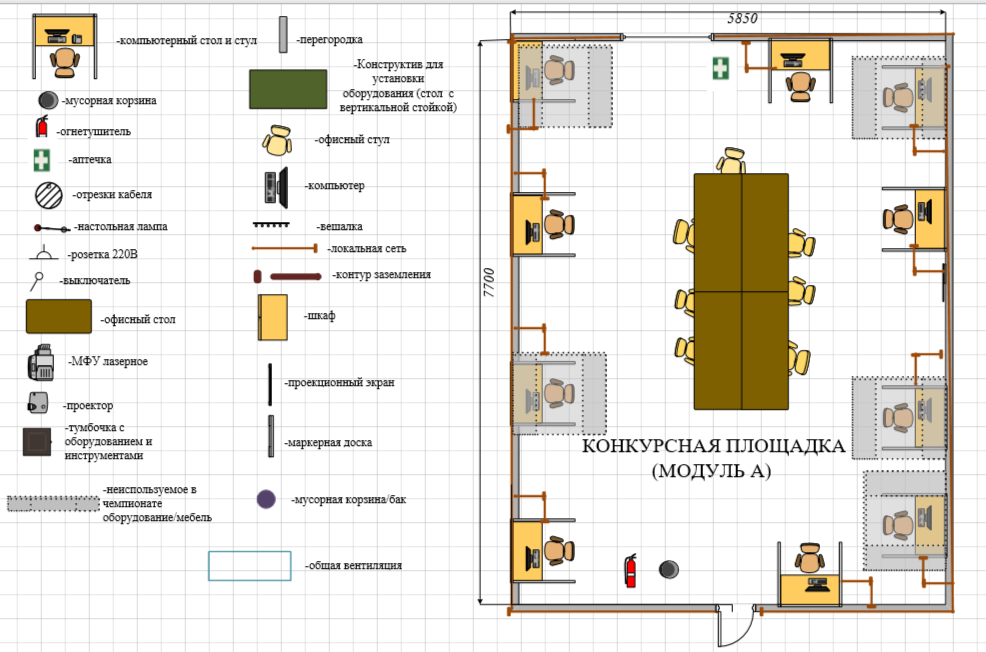 -компьютерный стол и стул
-мусорная корзина
-огнетушитель
-аптечка
-отрезки кабеля
-настольная лампа
-розетка 220В
-выключатель
-офисный стол
-МФУ лазерное
-проектор
-тумбочка с
оборудованием и
инструментами
-неиспользуемое в
чемпионате
оборудование/мебель
-перегородка
-Конструктив для
установки
оборудования (стол с
вертикальной стойкой)
-офисный стул
-компьютер
-вешалка
-локальная сеть
-контур заземления
-шкаф
-проекционный экран
-маркерная доска
-мусорная корзина/бак
-общая вентиляция
5850
7700
КОНКУРСНАЯ ПЛОЩАДКА
(МОДУЛЬ А)